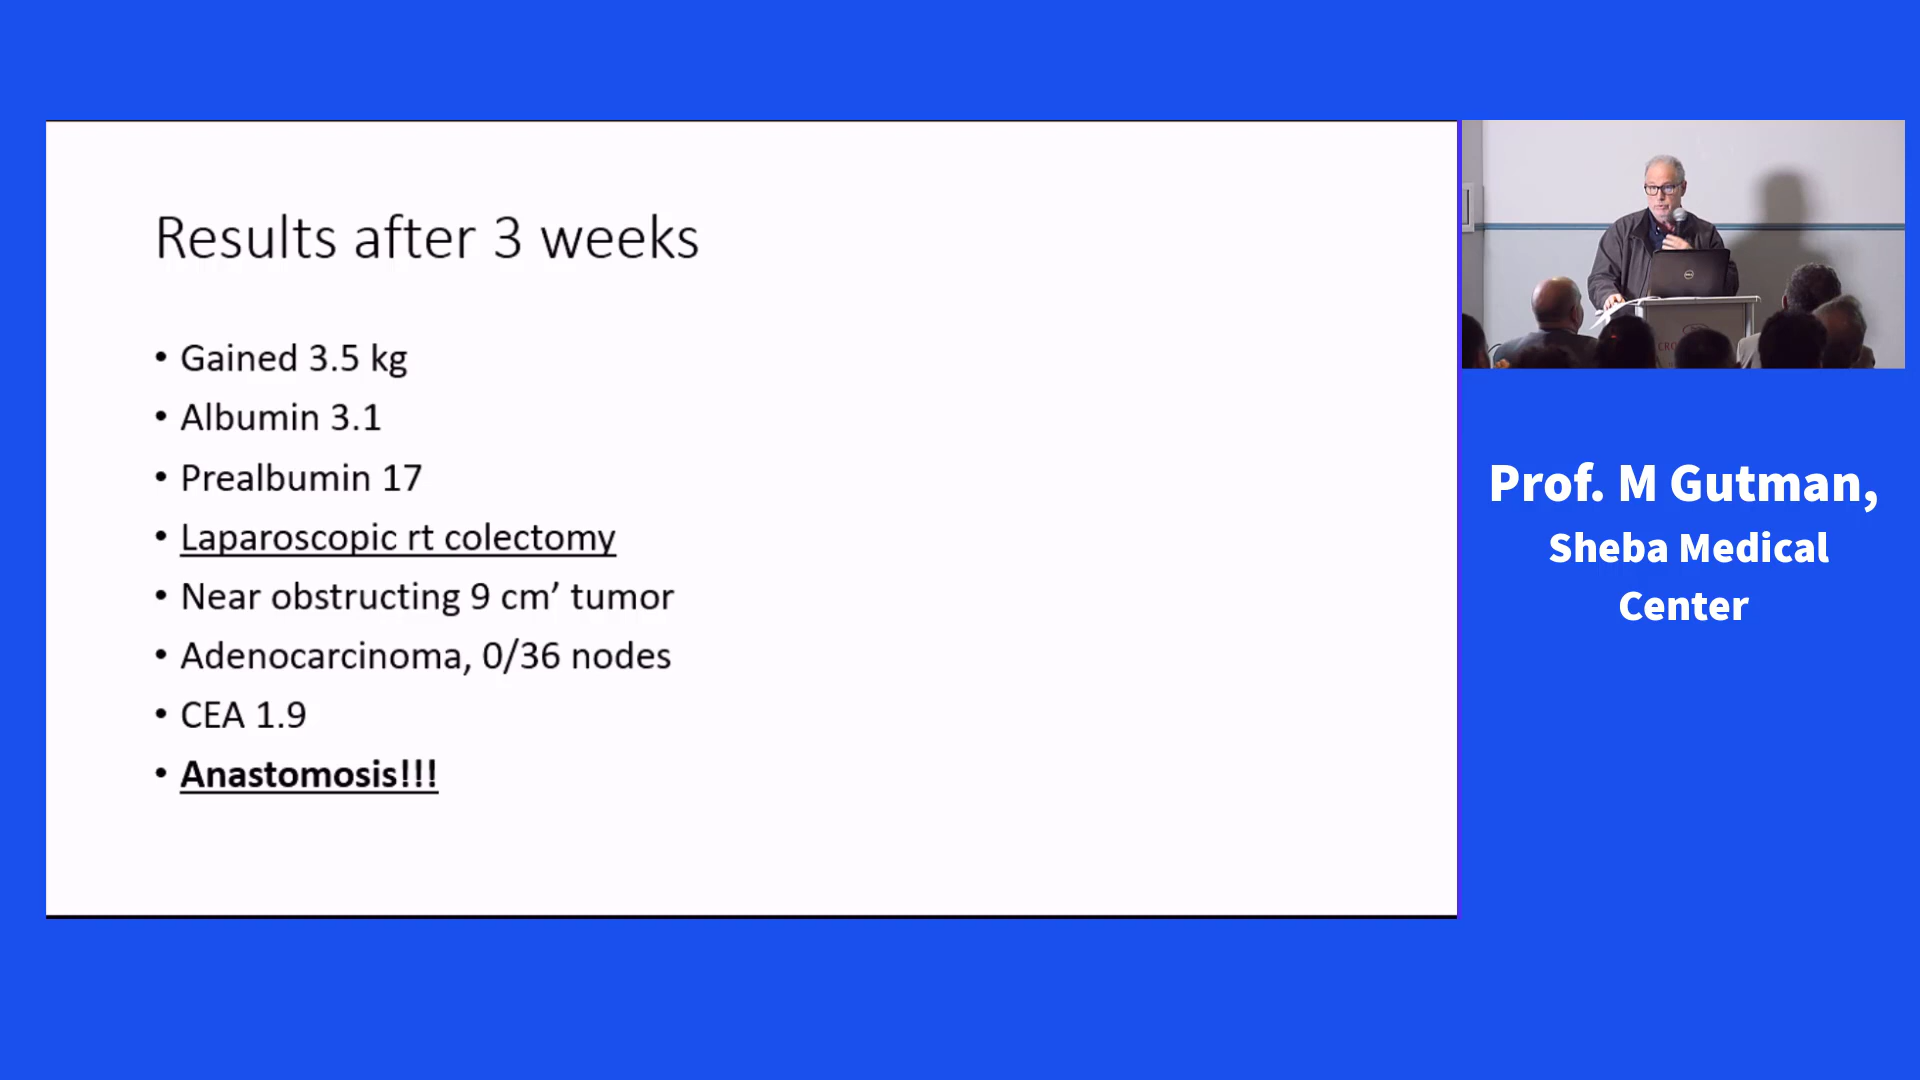 Results after 3 weeks
• Gained 3.5 kg
• Albumin 3.1
• Prealbumin 17
• Laparoscopic rt colectomy
• Near obstructing 9 cm’ tumor
• Adenocarcinoma, 0/36 nodes
• CEA 1.9
• Anastomosis!!!
Prof. M Gutman,
Sheba Medical
Center